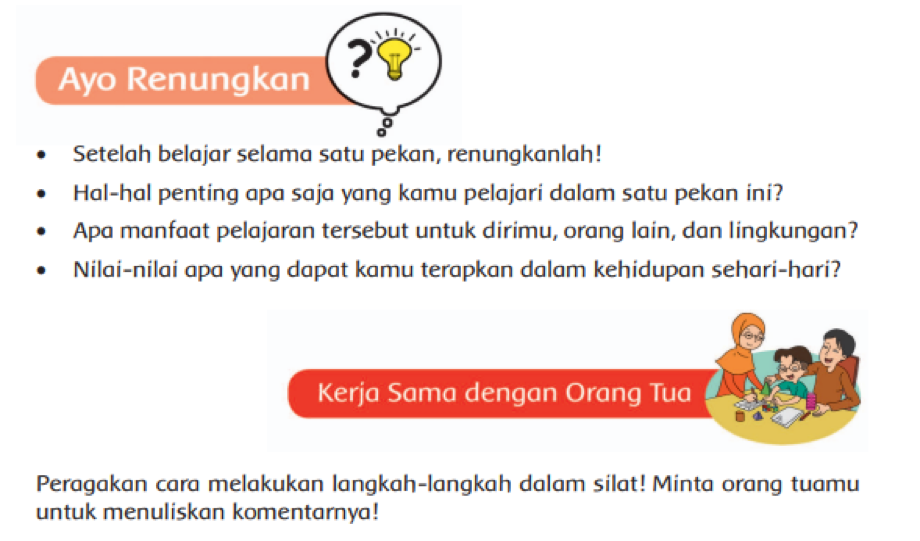 Ayo Renungkan
?
• Setelah belajar selama satu pekan, renungkanlah!
• Hal-hal penting apa saja yang kamu pelajari dalam satu pekan ini?
• Apa manfaat pelajaran tersebut untuk dirimu, orang lain, dan lingkungan?
• Nilai-nilai apa yang dapat kamu terapkan dalam kehidupan sehari-hari?
Kerja Sama dengan Orang Tua
Peragakan cara melakukan langkah-langkah dalam silat! Minta orang tuamu
untuk menuliskan komentarnya!